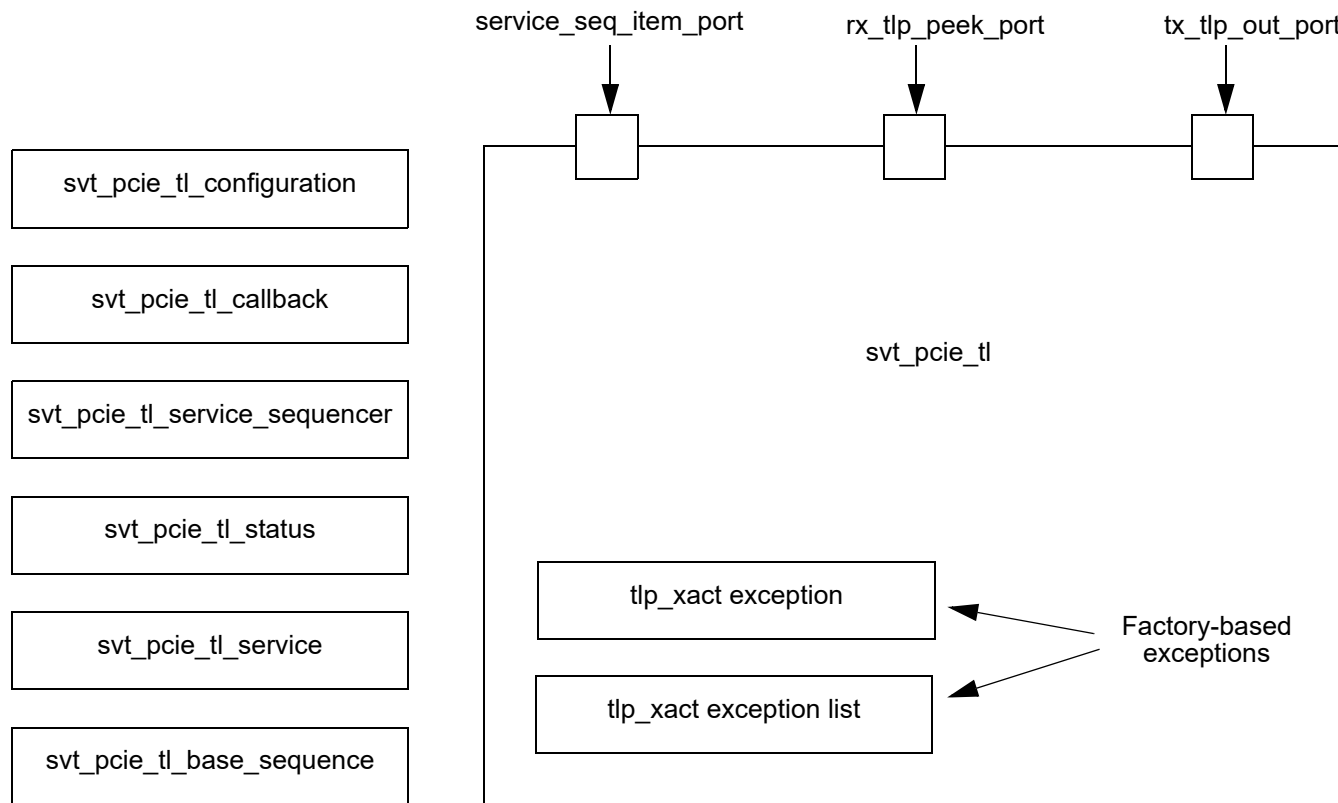 service_seq_item_port
rx_tlp_peek_port
tx_tlp_out_port
svt_pcie_tl_configuration
svt_pcie_tl_callback
svt_pcie_tl_service_sequencer
svt_pcie_tl_status
svt_pcie_tl_service
svt_pcie_tl_base_sequence
svt_pcie_tl
tlp_xact exception
tlp_xact exception list
Factory-based
exceptions